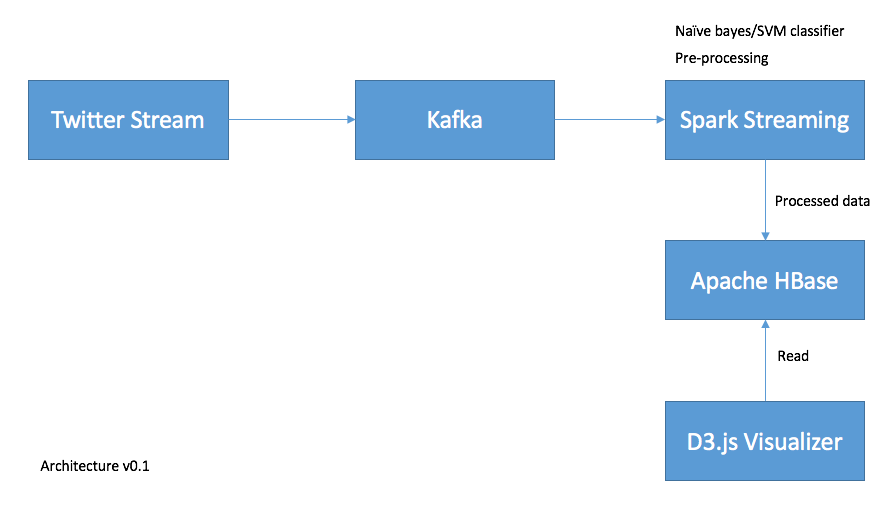 Naïve bayes/SVM classifier
Pre-processing
Twitter Stream
Kafka
Spark Streaming
Processed data
Apache HBase
Read
D3.js Visualizer
Architecture v0.1